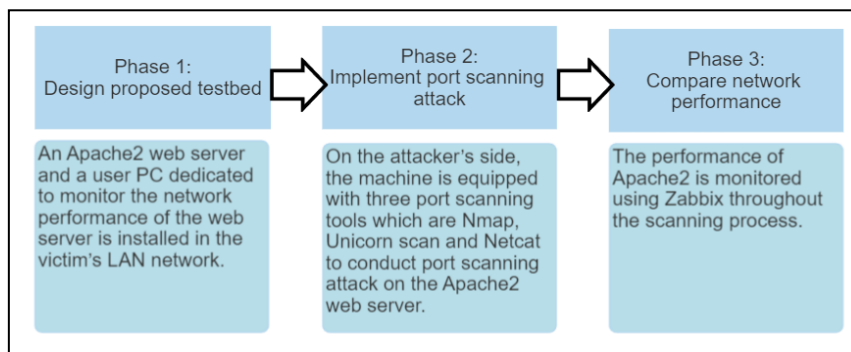 Phase 1:
Design proposed testbed
Phase 2:
Implement port scanning
attack
Phase 3:
Compare network
performance
An Apache2 web server
and a user PC dedicated
to monitor the network
performance of the web
server is installed in the
victim's LAN network.
On the attacker's side,
the machine is equipped
with three port scanning
tools which are Nmap,
Unicorn scan and Netcat
to conduct port scanning
attack on the Apache2
web server.
The performance of
Apache2 is monitored
using Zabbix throughout
the scanning process.